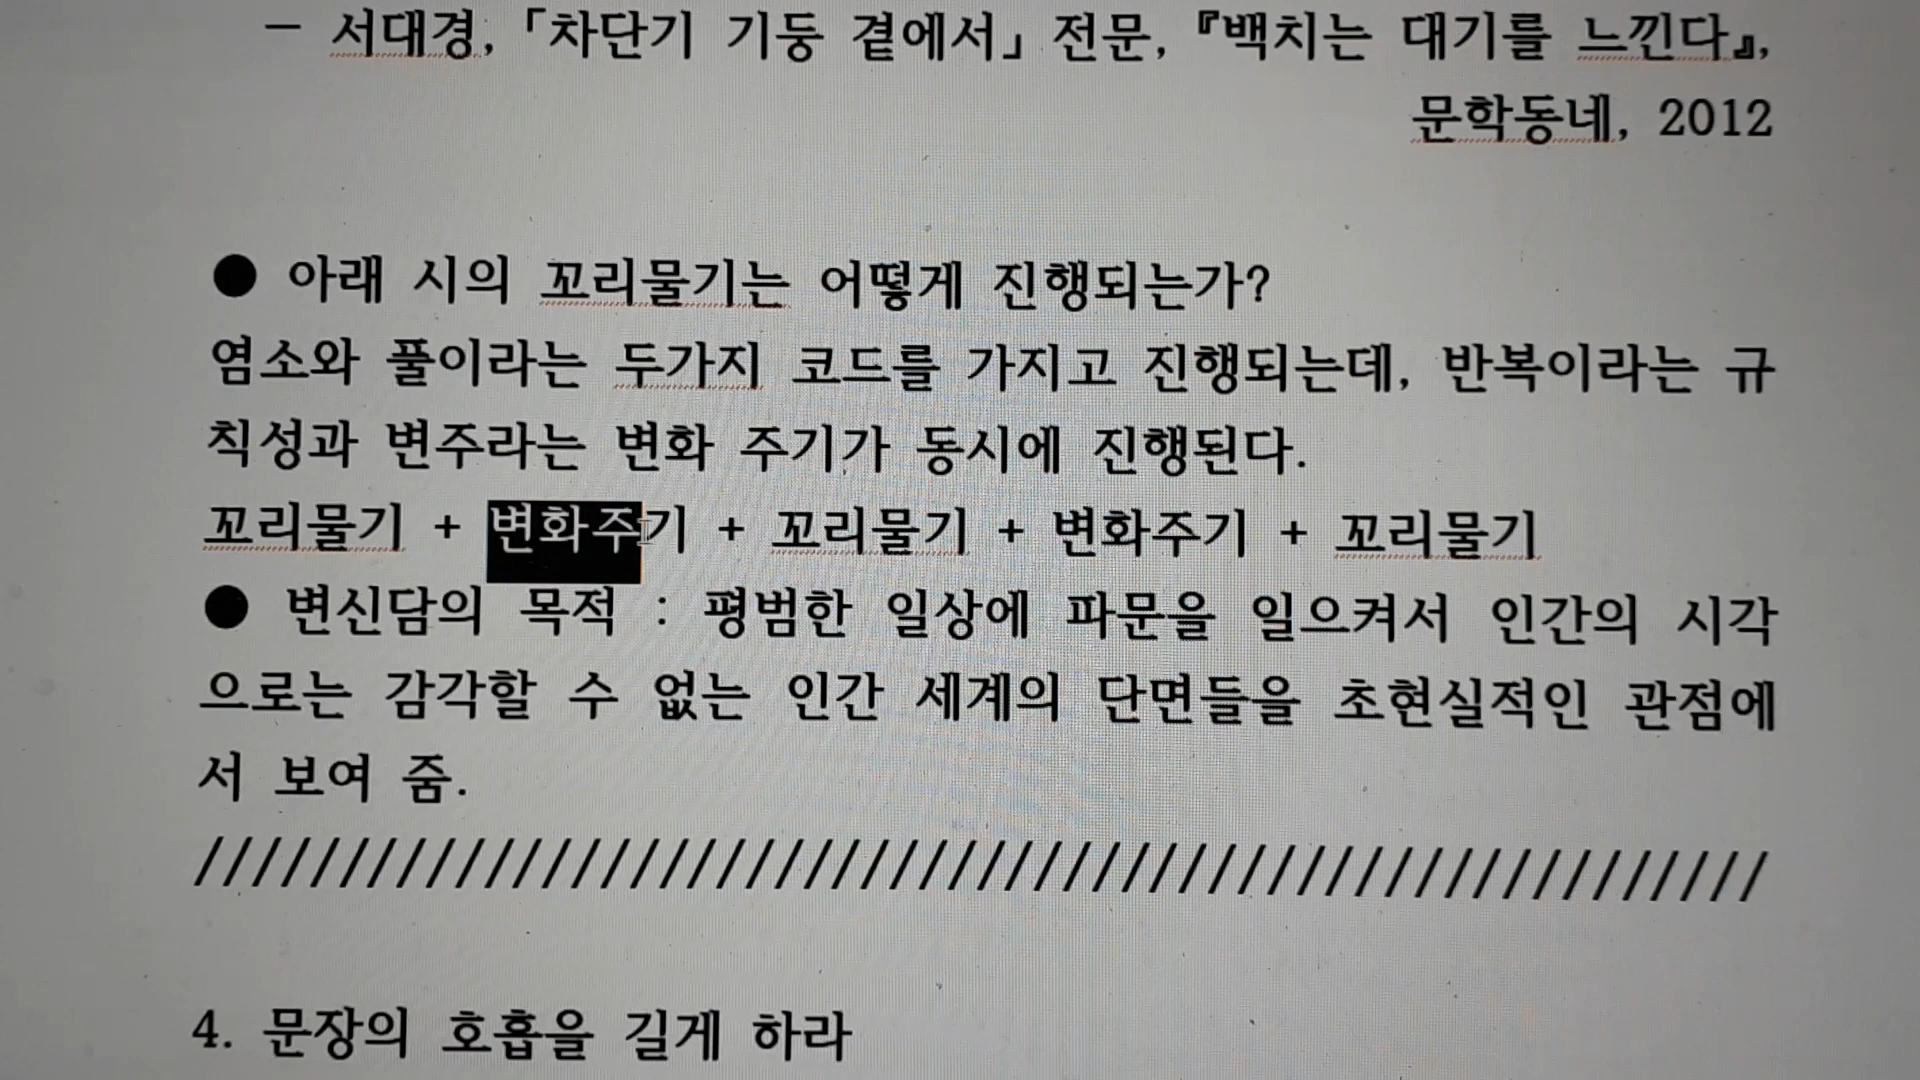 - 서대경, 「차단기 기둥 곁에서」 전문, 『백치는 대기를 느낀다』,
문학동네, 2012
● 아래 시의 꼬리물기는 어떻게 진행되는가?
염소와 풀이라는 두가지 코드를 가지고 진행되는데, 반복이라는 규
칙성과 변주라는 변화 주기가 동시에 진행된다.
꼬리물기 + 변화주기 + 꼬리물기 + 변화주기 + 꼬리물기
● 변신담의 목적 : 평범한 일상에 파문을 일으켜서 인간의 시각
으로는 감각할 수 없는 인간 세계의 단면들을 초현실적인 관점에
서 보여 줌.
//////////////////////////////////////////////////////
4. 문장의 호흡을 길게 하라